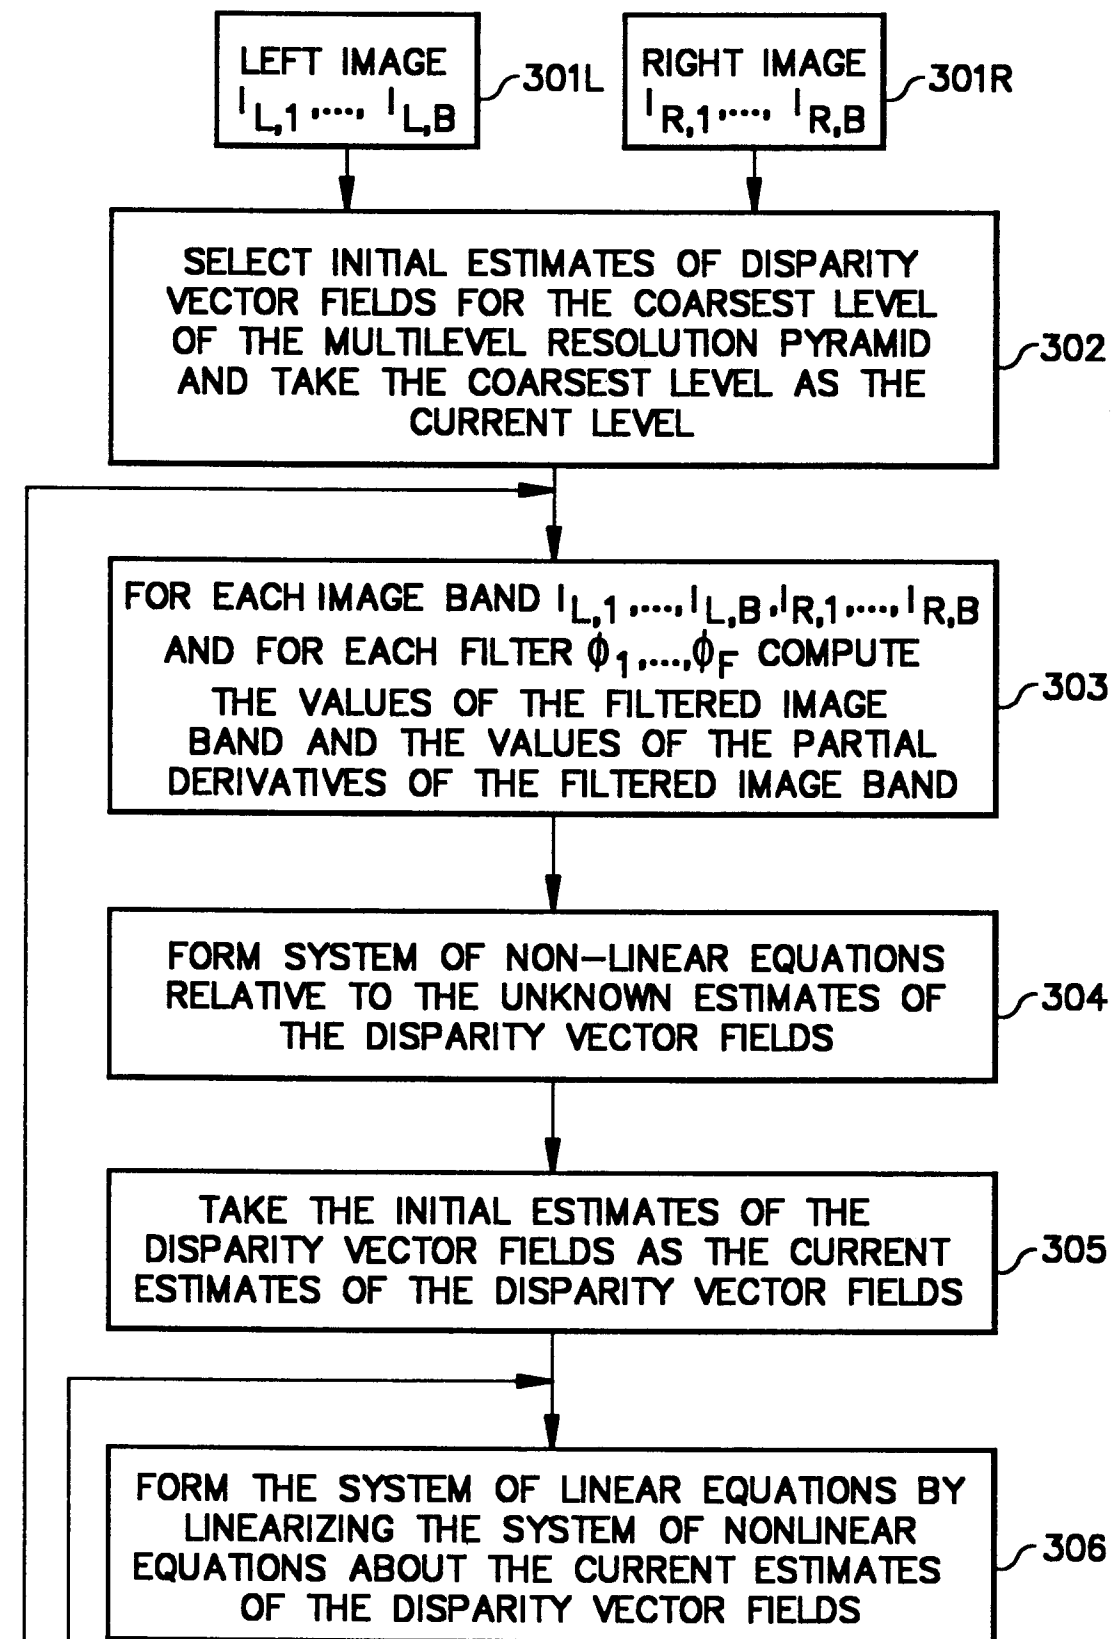 LEFT IMAGE
I L,1 ,..., I L,B
301L
RIGHT IMAGE
I R,1 ,..., I R,B
301R
SELECT INITIAL ESTIMATES OF DISPARITY
VECTOR FIELDS FOR THE COARSEST LEVEL
OF THE MULTILEVEL RESOLUTION PYRAMID
AND TAKE THE COARSEST LEVEL AS THE
CURRENT LEVEL
302
FOR EACH IMAGE BAND I L,1 ,..., I L,B , I R,1 ,..., I R,B
AND FOR EACH FILTER ϕ 1 ,..., ϕ F COMPUTE
THE VALUES OF THE FILTERED IMAGE
BAND AND THE VALUES OF THE PARTIAL
DERIVATIVES OF THE FILTERED IMAGE BAND
303
FORM SYSTEM OF NON-LINEAR EQUATIONS
RELATIVE TO THE UNKNOWN ESTIMATES OF
THE DISPARITY VECTOR FIELDS
304
TAKE THE INITIAL ESTIMATES OF THE
DISPARITY VECTOR FIELDS AS THE CURRENT
ESTIMATES OF THE DISPARITY VECTOR FIELDS
305
FORM THE SYSTEM OF LINEAR EQUATIONS BY
LINEARIZING THE SYSTEM OF NONLINEAR
EQUATIONS ABOUT THE CURRENT ESTIMATES
OF THE DISPARITY VECTOR FIELDS
306